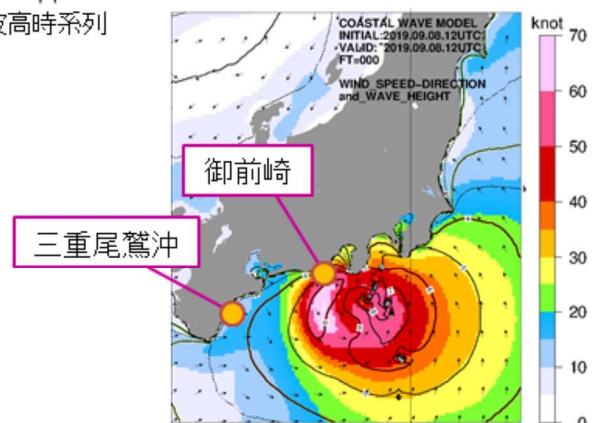 波高時系列
COASTAL WAVE MODEL
INITIAL:2019.09.08.12UTC
VALID: 2019.09.08.12UTC
FT=000
WIND_SPEED-DIRECTION
and_WAVE_HEIGHT
knot
70
60
50
40
30
20
10
0
御前崎
三重尾鷲沖